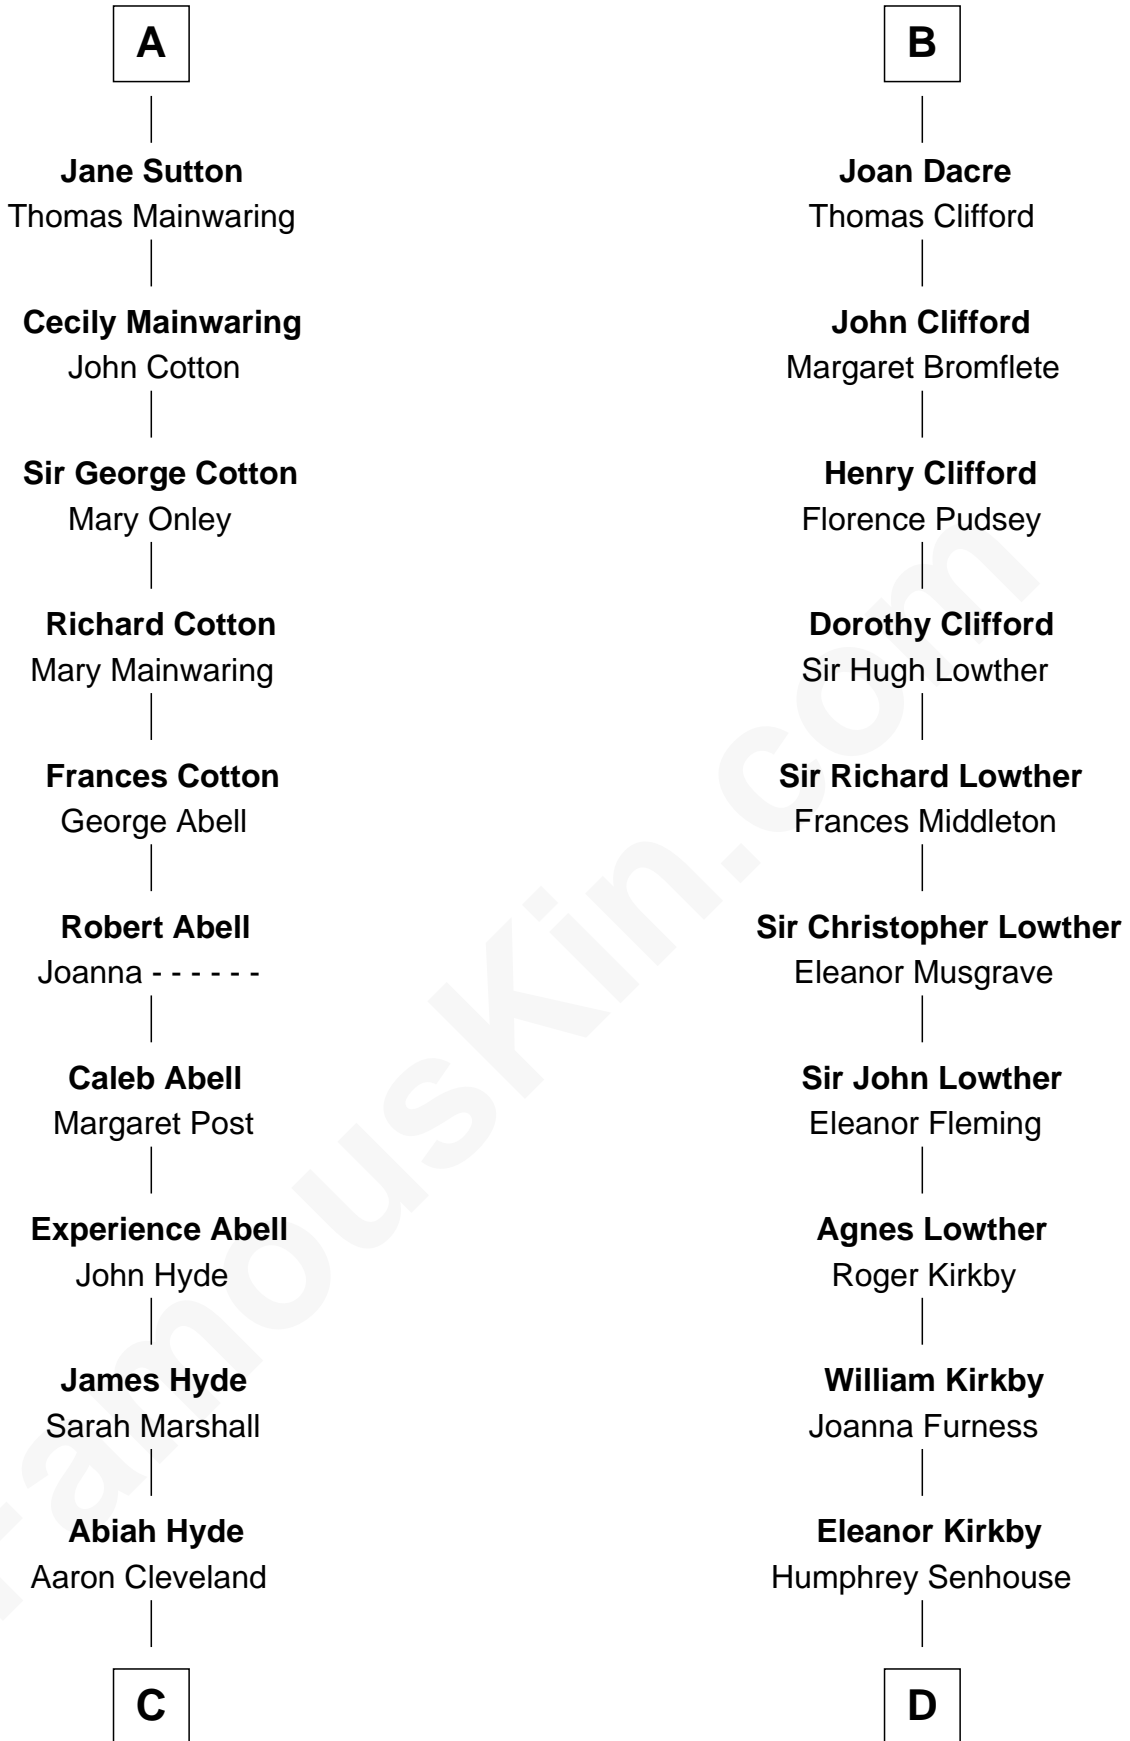 A
Jane Sutton
Thomas Mainwaring
Cecily Mainwaring
John Cotton
Sir George Cotton
Mary Onley
Richard Cotton
Mary Mainwaring
Frances Cotton
George Abell
Robert Abell
Joanna - - - - - -
Caleb Abell
Margaret Post
Experience Abell
John Hyde
James Hyde
Sarah Marshall
Abiah Hyde
Aaron Cleveland
C
B
Joan Dacre
Thomas Clifford
John Clifford
Margaret Bromflete
Henry Clifford
Florence Pudsey
Dorothy Clifford
Sir Hugh Lowther
Sir Richard Lowther
Frances Middleton
Sir Christopher Lowther
Eleanor Musgrave
Sir John Lowther
Eleanor Fleming
Agnes Lowther
Roger Kirkby
William Kirkby
Joanna Furness
Eleanor Kirkby
Humphrey Senhouse
D
FamousKin.com